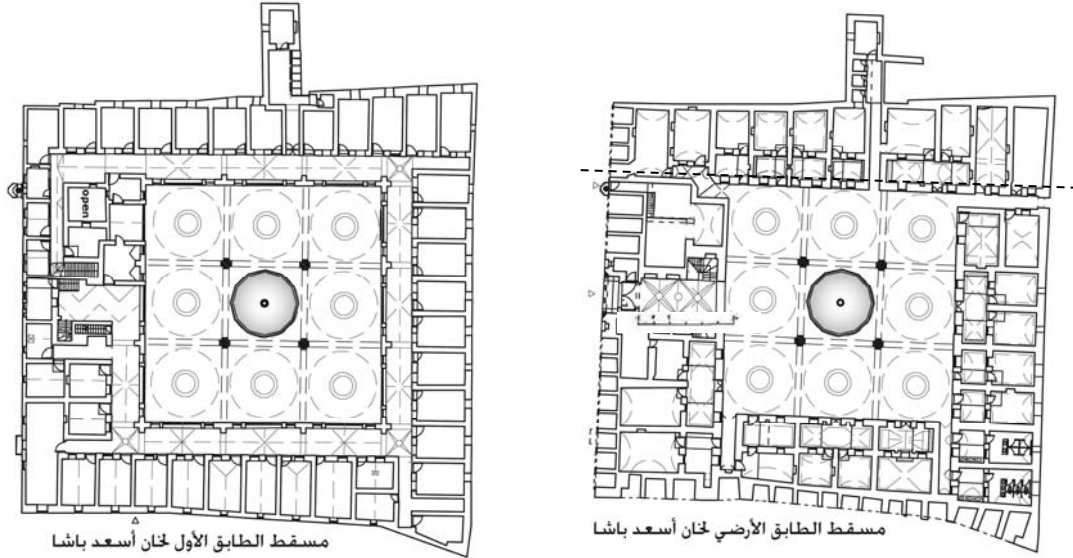 open
مسقط الطابق الأول لخان أسعد باشا
مسقط الطابق الأرضي لخان أسعد باشا